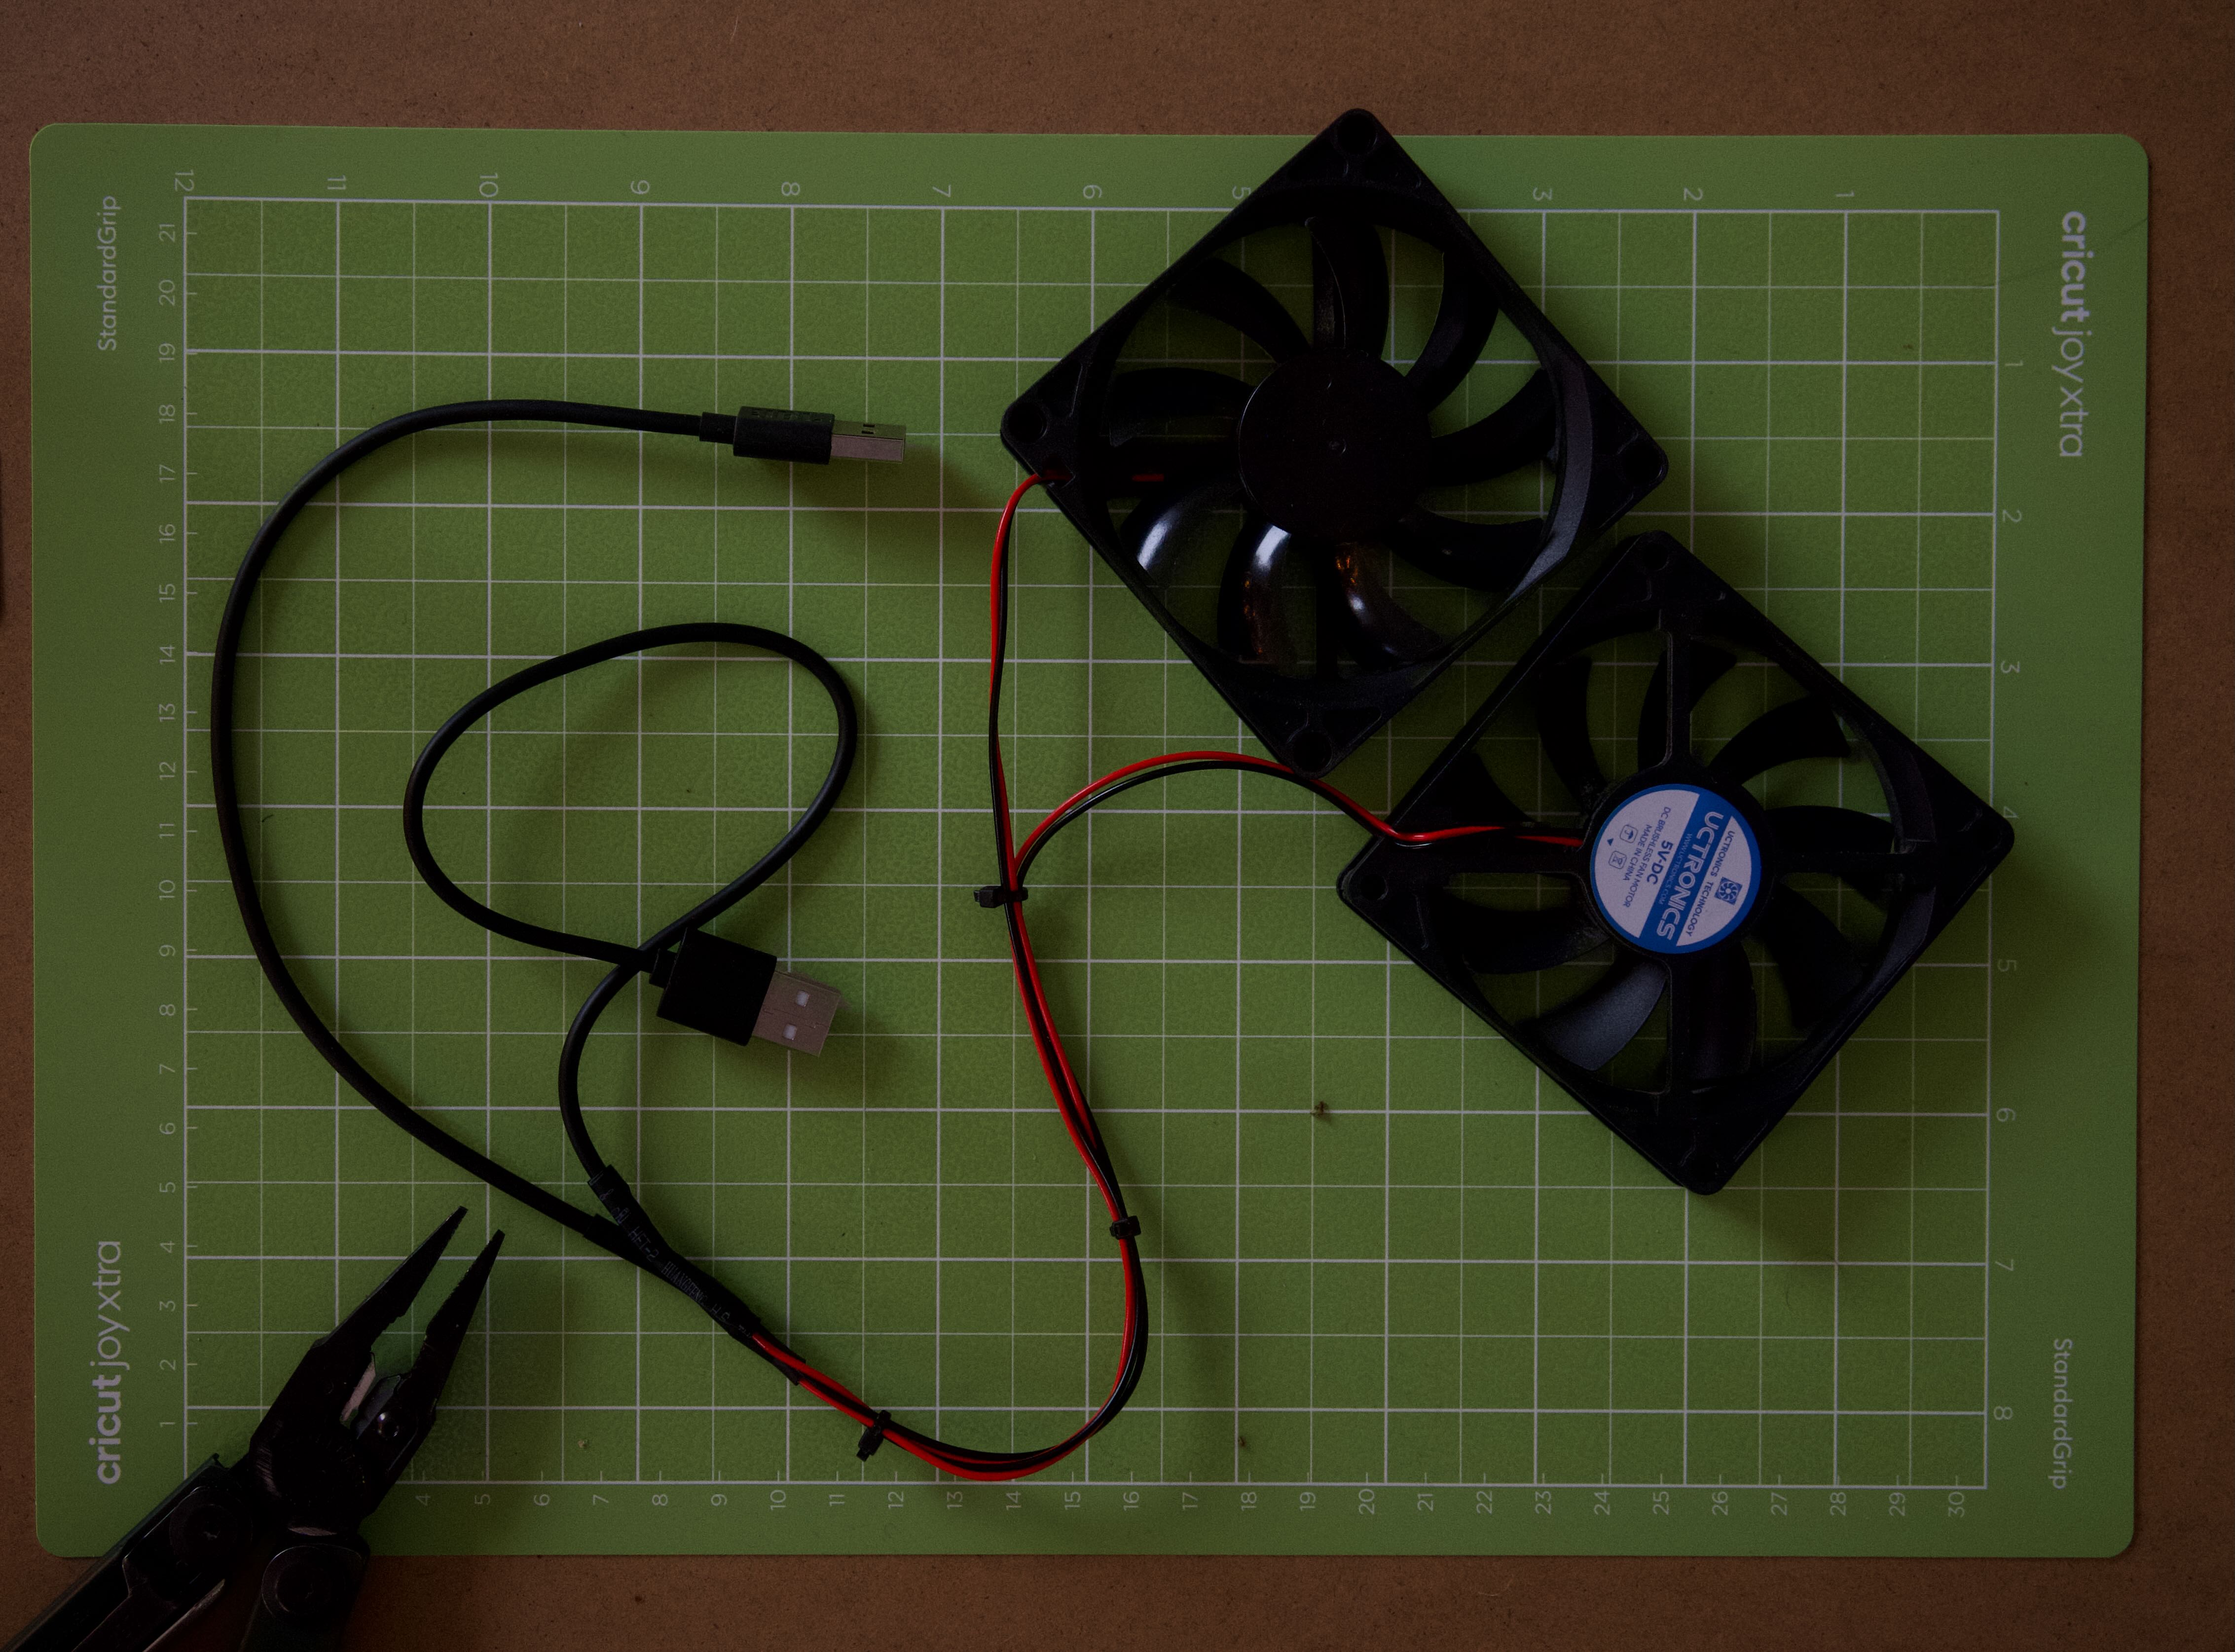 StandardGrip
cricut joy xtra
12 11 10 9 8 7 6 5 3 2 1
21
20
19
18
17
16
15
14
13
12
11
10
9
8
7
6
5
4
3
2
1
1
2
3
4
5
6
7
8
4 5 6 7 8 9 10 11 12 13 14 15 16 17 18 19 20 21 22 23 24 25 26 27 28 29 30
UCTRONICS TECHNOLOGY
UCTRONICS
WWW.UCTRONICS.COM
5V-DC
MADE IN CHINA
DC BRUSHLESS FAN MOTOR
cricut joy xtra
StandardGrip